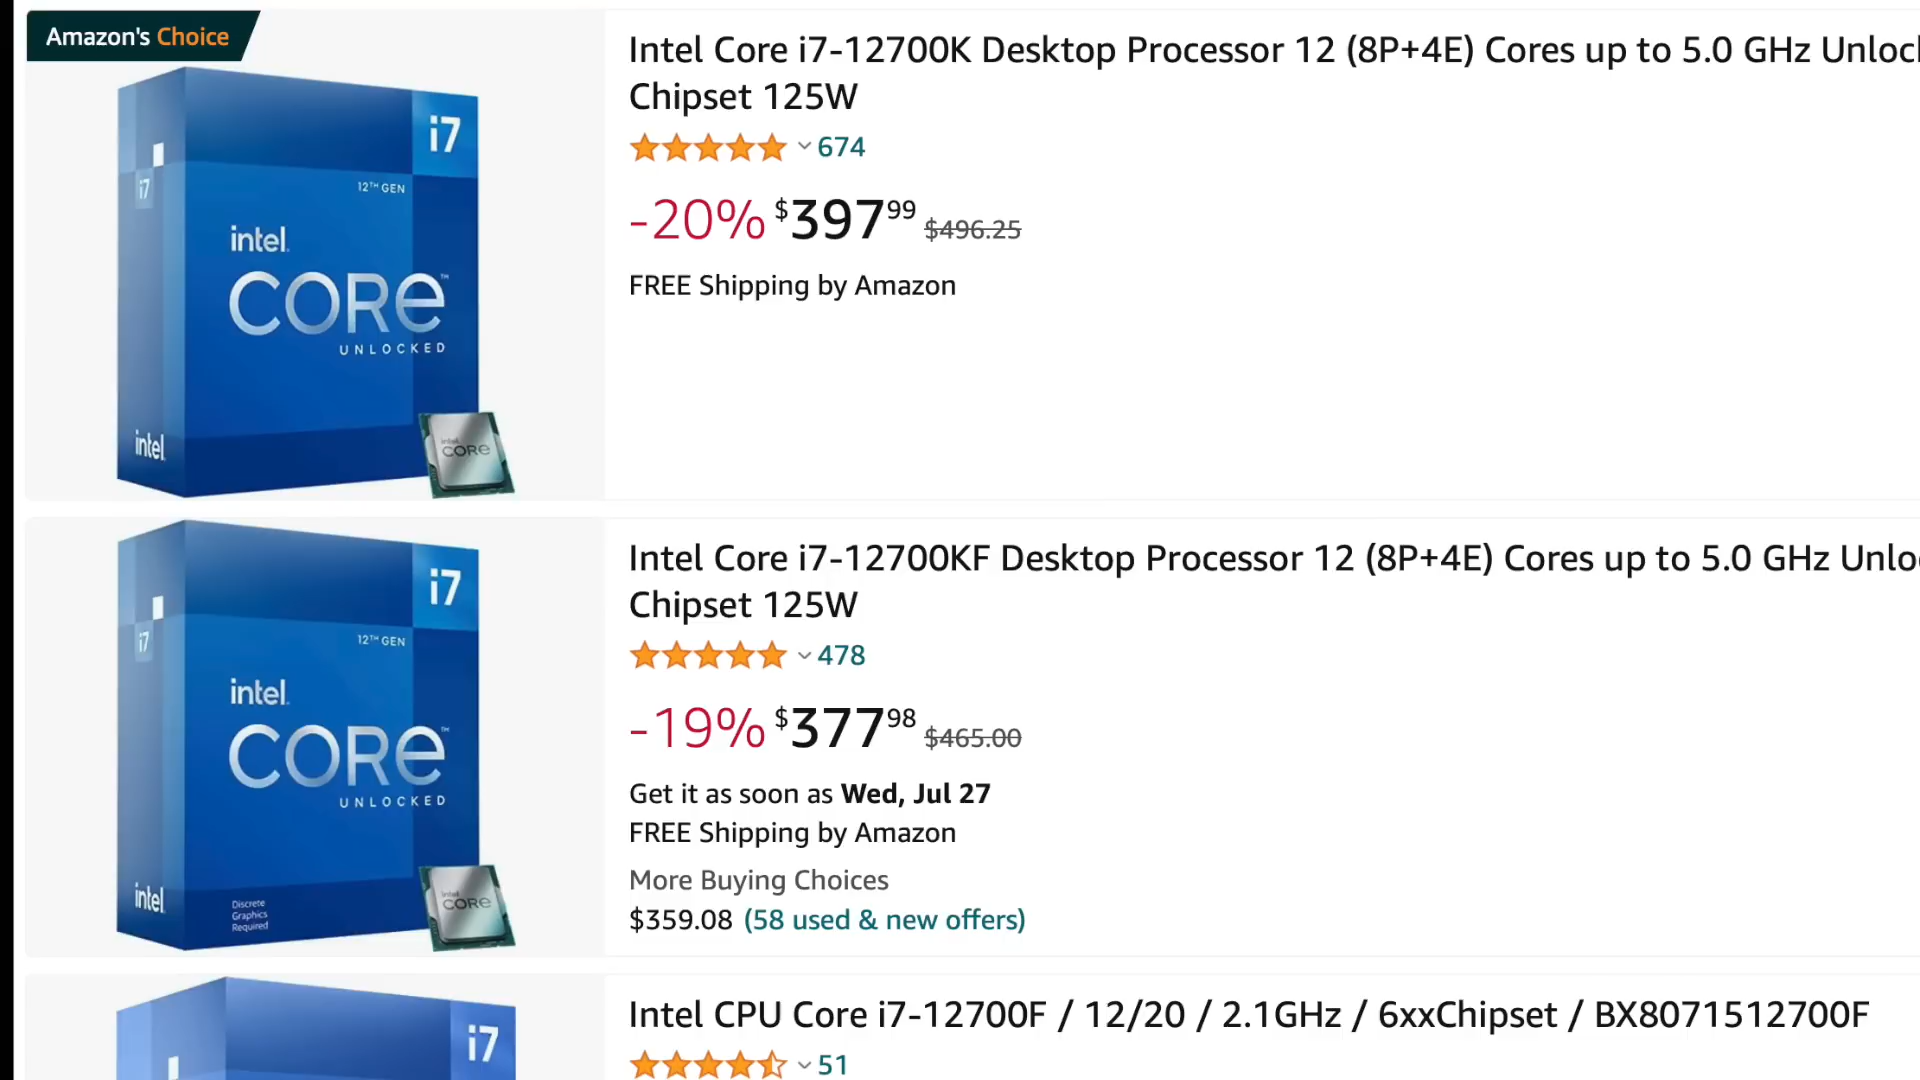 Amazon's Choice
i7
i7
12TH GEN
intel.
CORE™
UNLOCKED
intel.
intel.
CORE
Intel Core i7-12700K Desktop Processor 12 (8P+4E) Cores up to 5.0 GHz
Chipset 125W
674
-20% $397.99 $496.25
FREE Shipping by Amazon
i7
i7
12TH GEN
intel.
CORE™
UNLOCKED
intel.
Discrete
Graphics
Required
intel.
CORE
Intel Core i7-12700KF Desktop Processor 12 (8P+4E) Cores up to 5.0 GHz
Chipset 125W
478
-19% $377.98 $465.00
Get it as soon as Wed, Jul 27
FREE Shipping by Amazon
More Buying Choices
$359.08 (58 used & new offers)
i7
Intel CPU Core i7-12700F / 12/20 / 2.1GHz / 6xxChipset / BX8071512700F
51